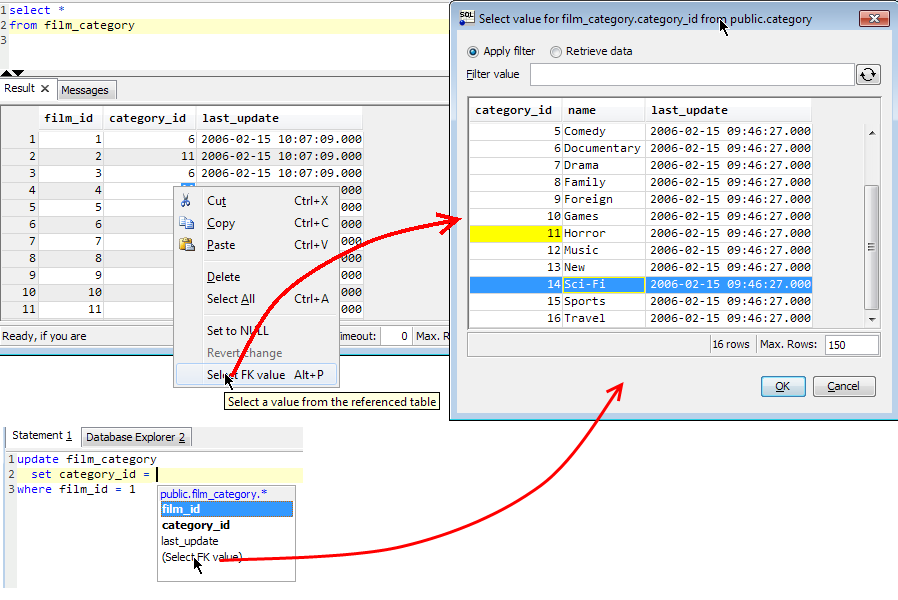 1 select *
2 from film_category
3
Result Messages
film_id category_id last_update
1 1 6 2006-02-15 10:07:09.000
2 2 11 2006-02-15 10:07:09.000
3 3 6 2006-02-15 10:07:09.000
4 4 .000
5 5 .000
6 6 .000
7 7 .000
8 8 .000
9 9 .000
10 10 .000
11 11 .000
Ready, if you are
imeout: 0 Max. R
Cut Ctrl+X
Copy Ctrl+C
Paste Ctrl+V
Delete
Select All Ctrl+A
Set to NULL
Revert change
Select FK value Alt+P
Select a value from the referenced table
SQL Select value for film_category.category_id from public.category
Apply filter Retrieve data
Filter value
category_id name last_update
5 Comedy 2006-02-15 09:46:27.000
6 Documentary 2006-02-15 09:46:27.000
7 Drama 2006-02-15 09:46:27.000
8 Family 2006-02-15 09:46:27.000
9 Foreign 2006-02-15 09:46:27.000
10 Games 2006-02-15 09:46:27.000
11 Horror 2006-02-15 09:46:27.000
12 Music 2006-02-15 09:46:27.000
13 New 2006-02-15 09:46:27.000
14 Sci-Fi 2006-02-15 09:46:27.000
15 Sports 2006-02-15 09:46:27.000
16 Travel 2006-02-15 09:46:27.000
16 rows Max. Rows: 150
OK Cancel
Statement 1 Database Explorer 2
1 update film_category
2 set category_id =
3 where film_id = 1
public.film_category.*
film_id
category_id
last_update
(Select FK value)